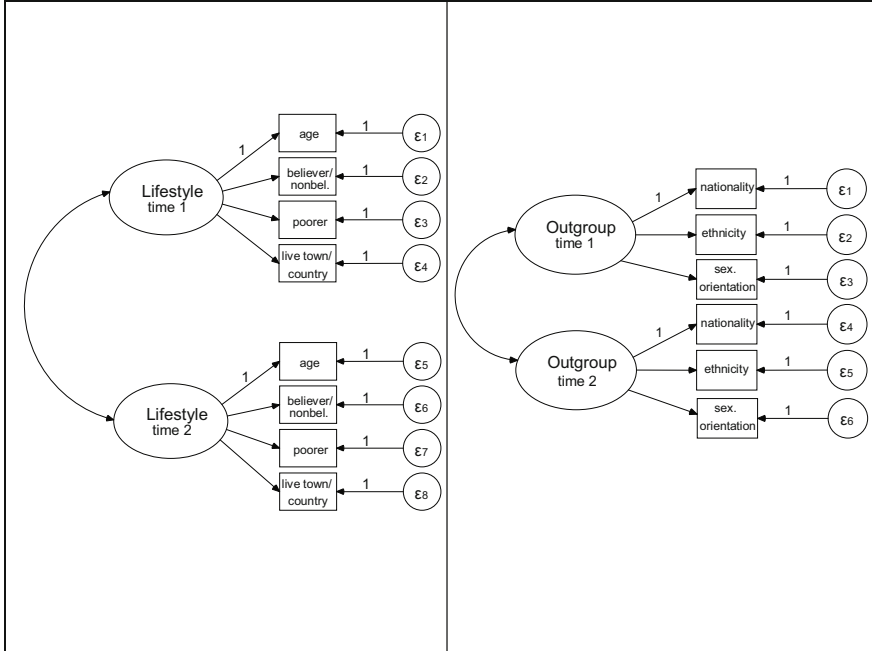 1
age
1
ε1
Lifestyle
time 1
believer/
nonbel.
1
ε2
poorer
1
ε3
live town/
country
1
ε4
1
age
1
ε5
Lifestyle
time 2
believer/
nonbel.
1
ε6
poorer
1
ε7
live town/
country
1
ε8
Outgroup
time 1
1
nationality
1
ε1
ethnicity
1
ε2
sex.
orientation
1
ε3
Outgroup
time 2
1
nationality
1
ε4
ethnicity
1
ε5
sex.
orientation
1
ε6